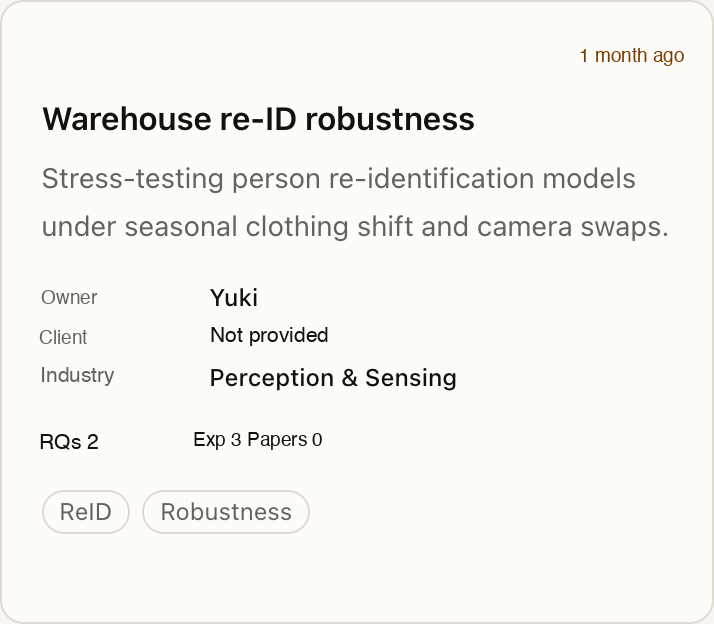 1 month ago
Warehouse re-ID robustness
Stress-testing person re-identification models
under seasonal clothing shift and camera swaps.
Owner Yuki
Client Not provided
Industry Perception & Sensing
RQs 2 Exp 3 Papers 0
ReID Robustness